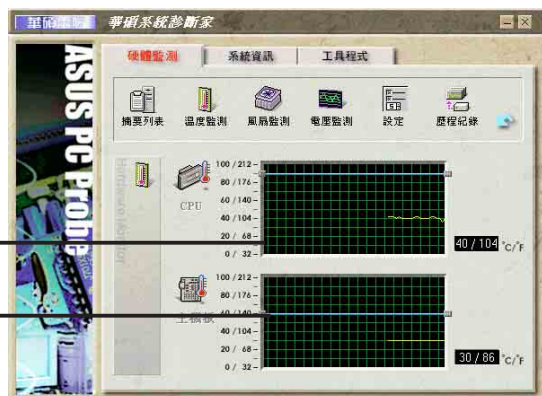 華碩電腦 華碩系統診斷家
ASUS PC Probe
硬體監測 系統資訊 工具程式
摘要列表 溫度監測 風扇監測 電壓監測 設定 歷程紀錄
Hardware Monitor
CPU
100 / 212
80 / 176
60 / 140
40 / 104
20 / 68
0 / 32
40 / 104 °C/°F
主機板
100 / 212
80 / 176
60 / 140
40 / 104
20 / 68
0 / 32
30 / 86 °C/°F